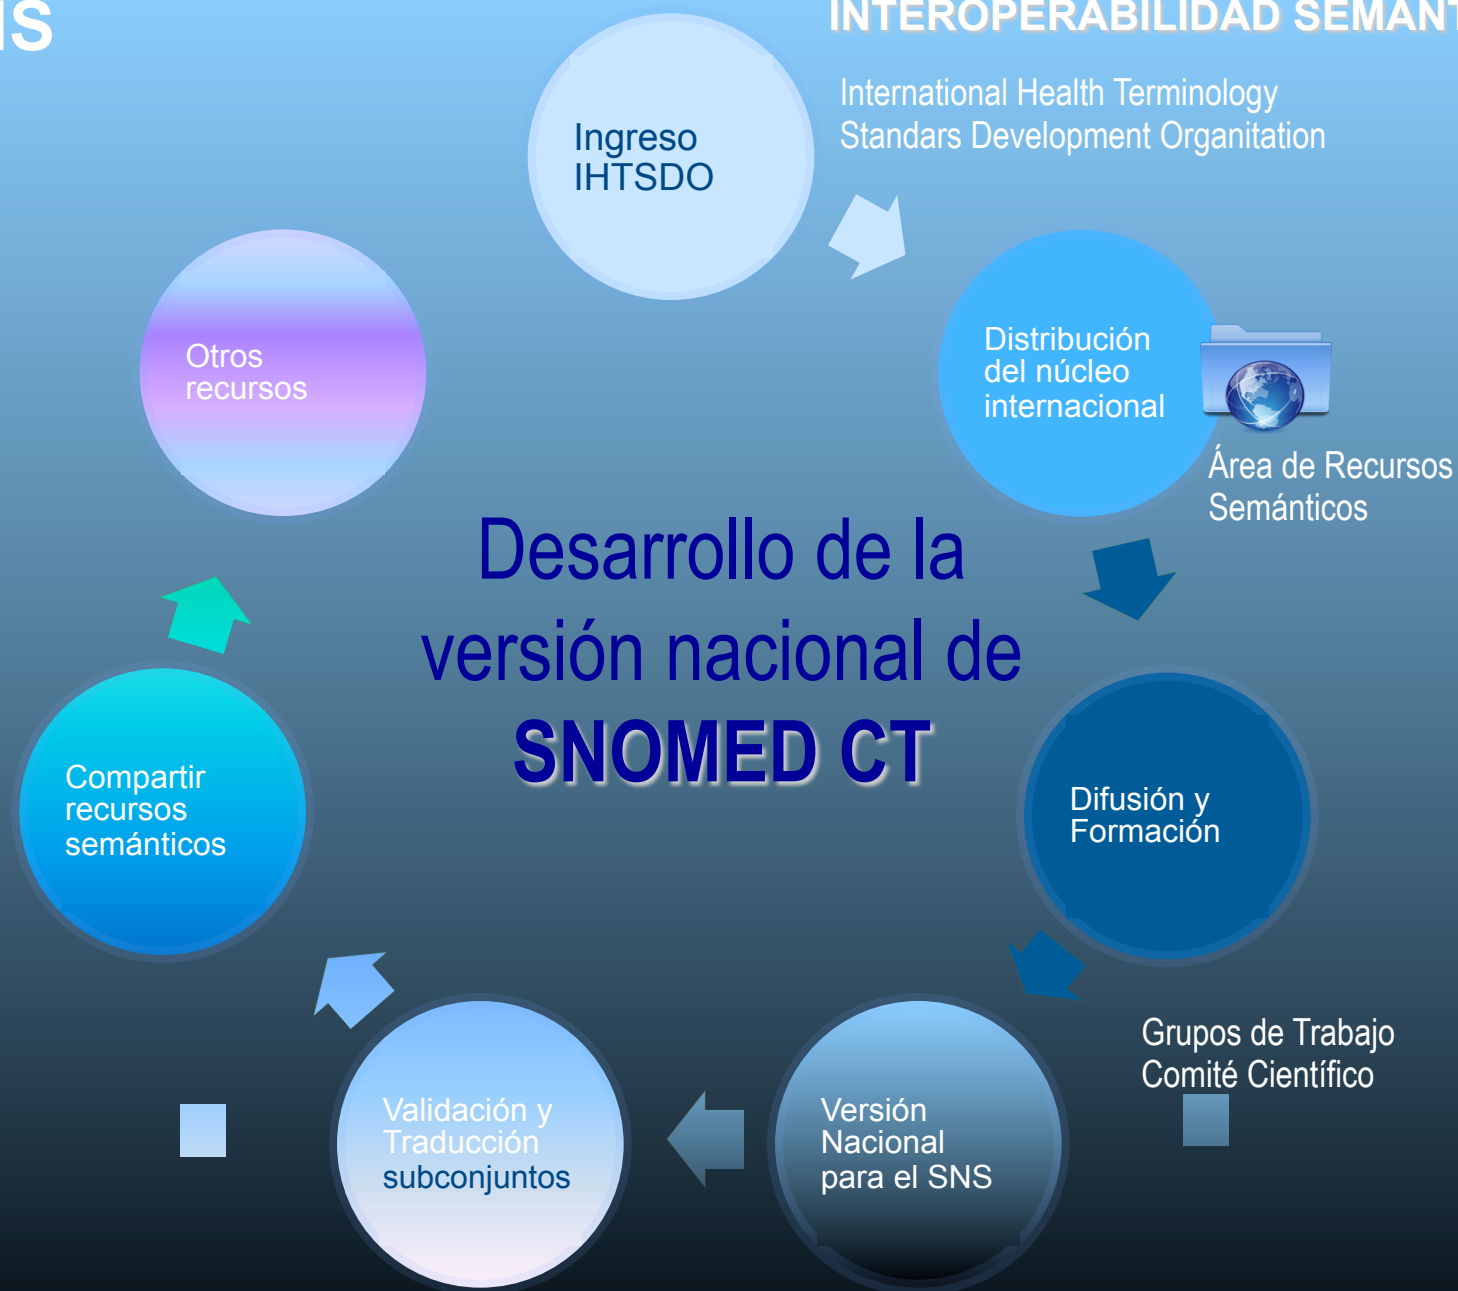 INTEROPERABILIDAD
International Health Terminology
Standars Development Organitation
Ingreso
IHTSDO
Distribución
del núcleo
internacional
Área de Recursos
Semánticos
Otros
recursos
Desarrollo de la
versión nacional de
SNOMED CT
Compartir
recursos
semánticos
Difusión y
Formación
Grupos de Trabajo
Comité Científico
Versión
Nacional
para el SNS
Validación y
Traducción
subconjuntos